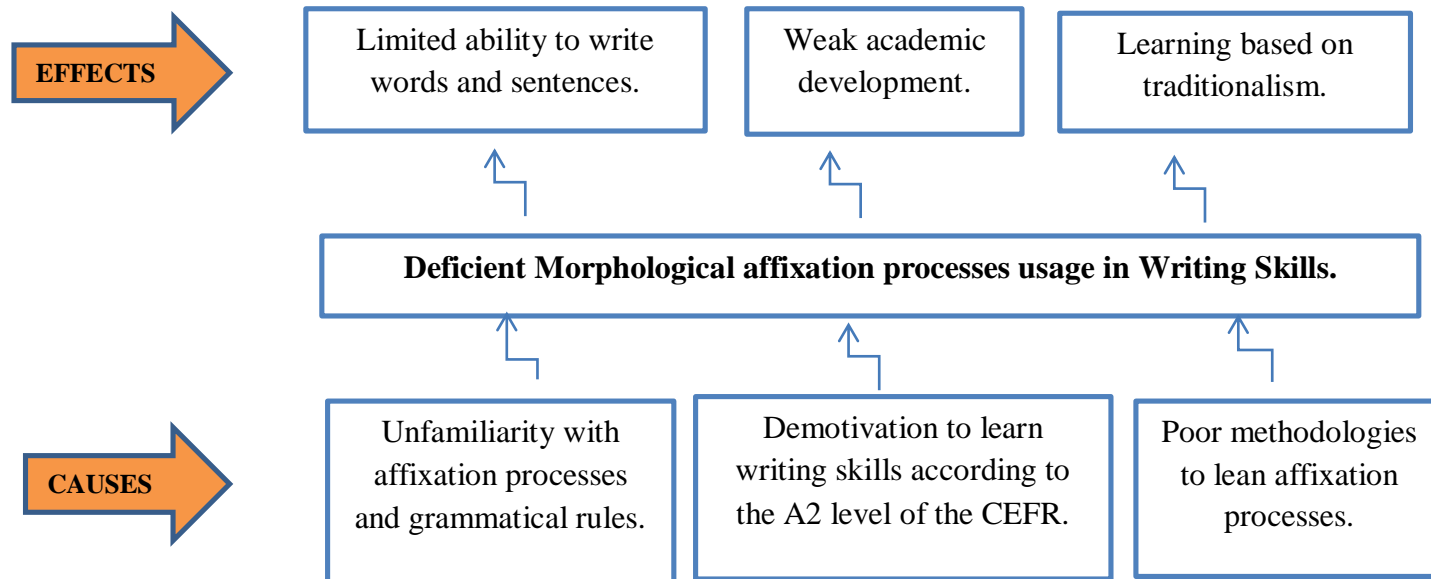 EFFECTS
Limited ability to write
words and sentences.
Weak academic
development.
Learning based on
traditionalism.
Deficient Morphological affixation processes usage in Writing Skills.
CAUSES
Unfamiliarity with
affixation processes
and grammatical rules.
Demotivation to learn
writing skills according to
the A2 level of the CEFR.
Poor methodologies
to lean affixation
processes.